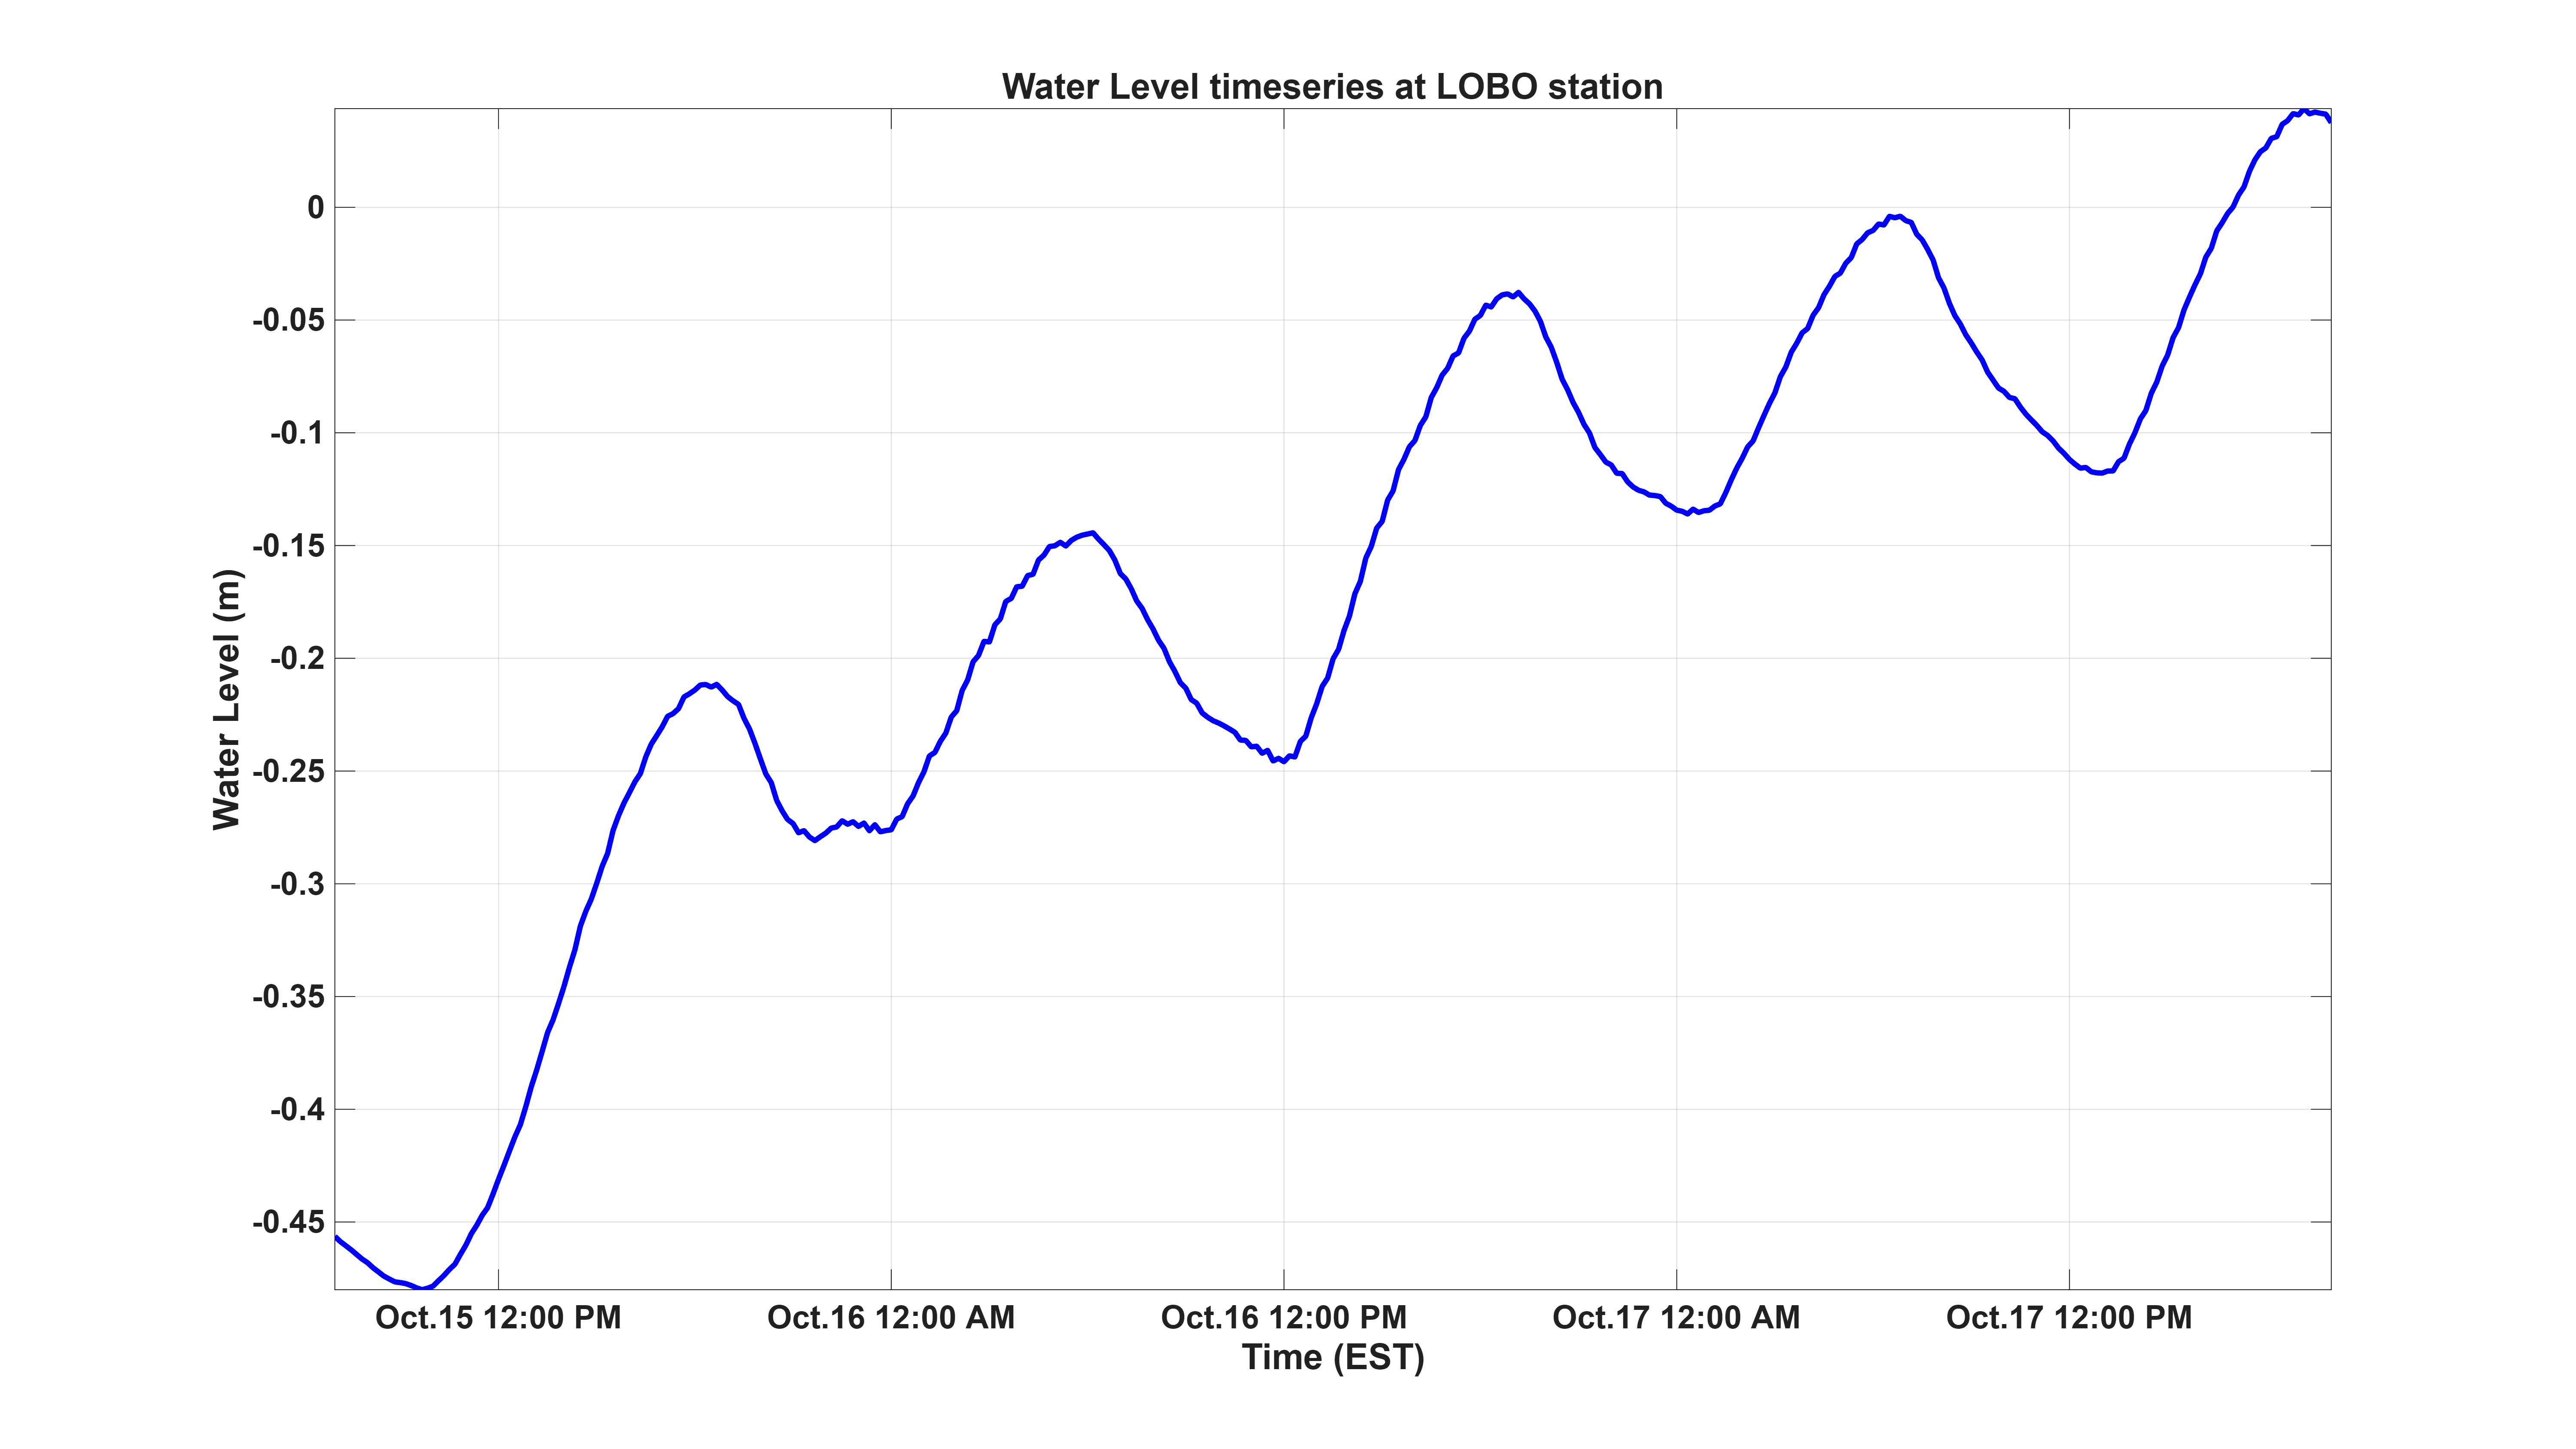 Water Level timeseries at LOBO station
0
-0.05
-0.1
-0.15
-0.2
-0.25
-0.3
-0.35
-0.4
-0.45
Water Level (m)
Oct.15 12:00 PM
Oct.16 12:00 AM
Oct.16 12:00 PM
Oct.17 12:00 AM
Oct.17 12:00 PM
Time (EST)